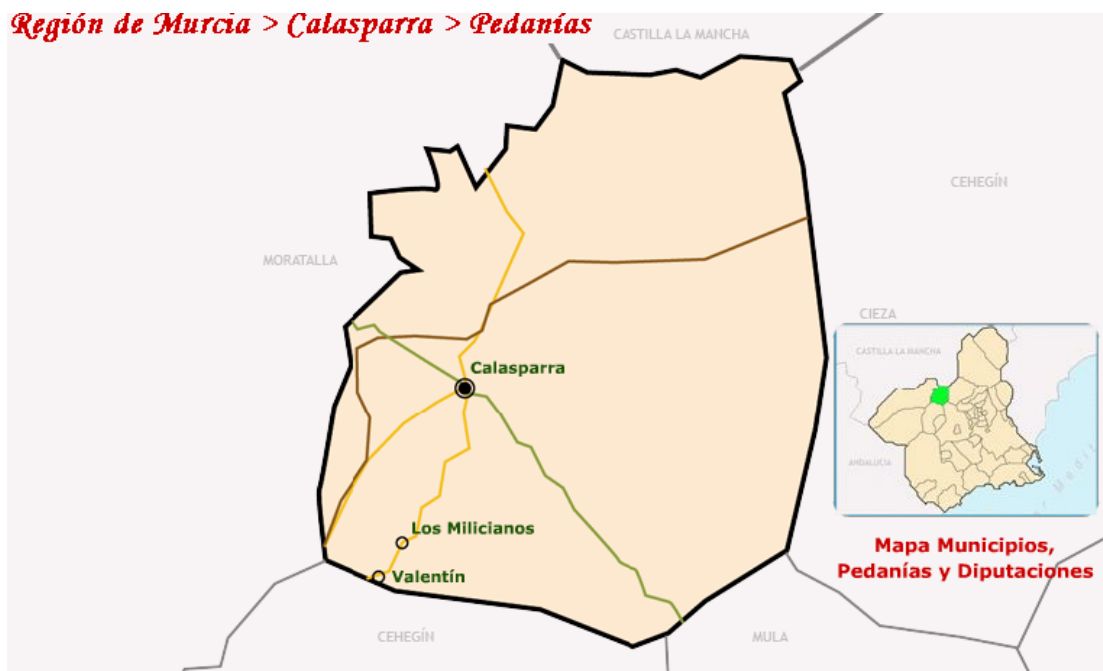 Región de Murcia > Calasparra > Pedanías
CASTILLA LA MANCHA
CEHEGÍN
MORATALLA
CIEZA
CASTILLA LA MANCHA
Calasparra
ANDALUCIA
Los Milicianos
Mapa Municipios,
Pedanías y Diputaciones
Valentín
CEHEGÍN
MULA